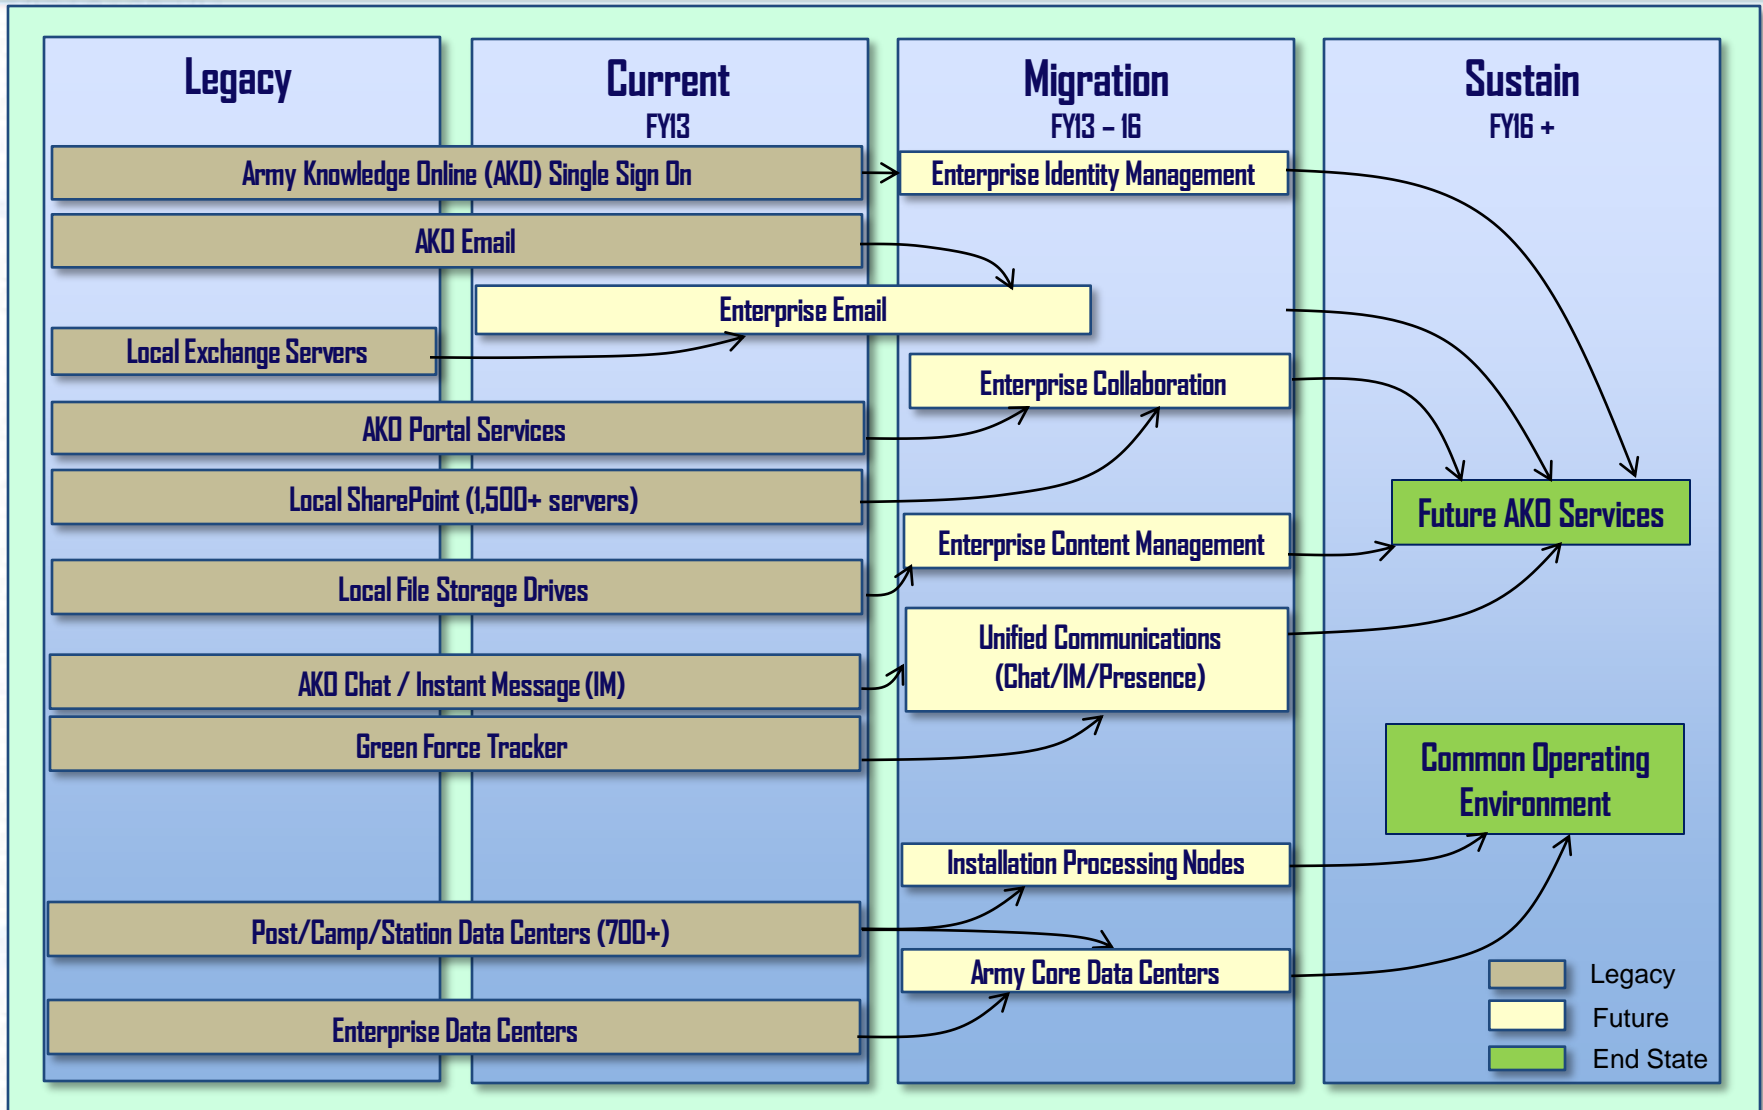 Legacy
Current
FY13
Migration
FY13 – 16
Sustain
FY16 +
Army Knowledge Online (AKO) Single Sign On
Enterprise Identity Management
AKO Email
Enterprise Email
Local Exchange Servers
Enterprise Collaboration
AKO Portal Services
Local SharePoint (1,500+ servers)
Future AKO Services
Enterprise Content Management
Local File Storage Drives
Unified Communications
(Chat/IM/Presence)
AKO Chat / Instant Message (IM)
Green Force Tracker
Common Operating
Environment
Installation Processing Nodes
Post/Camp/Station Data Centers (700+)
Army Core Data Centers
Enterprise Data Centers
Legacy
Future
End State